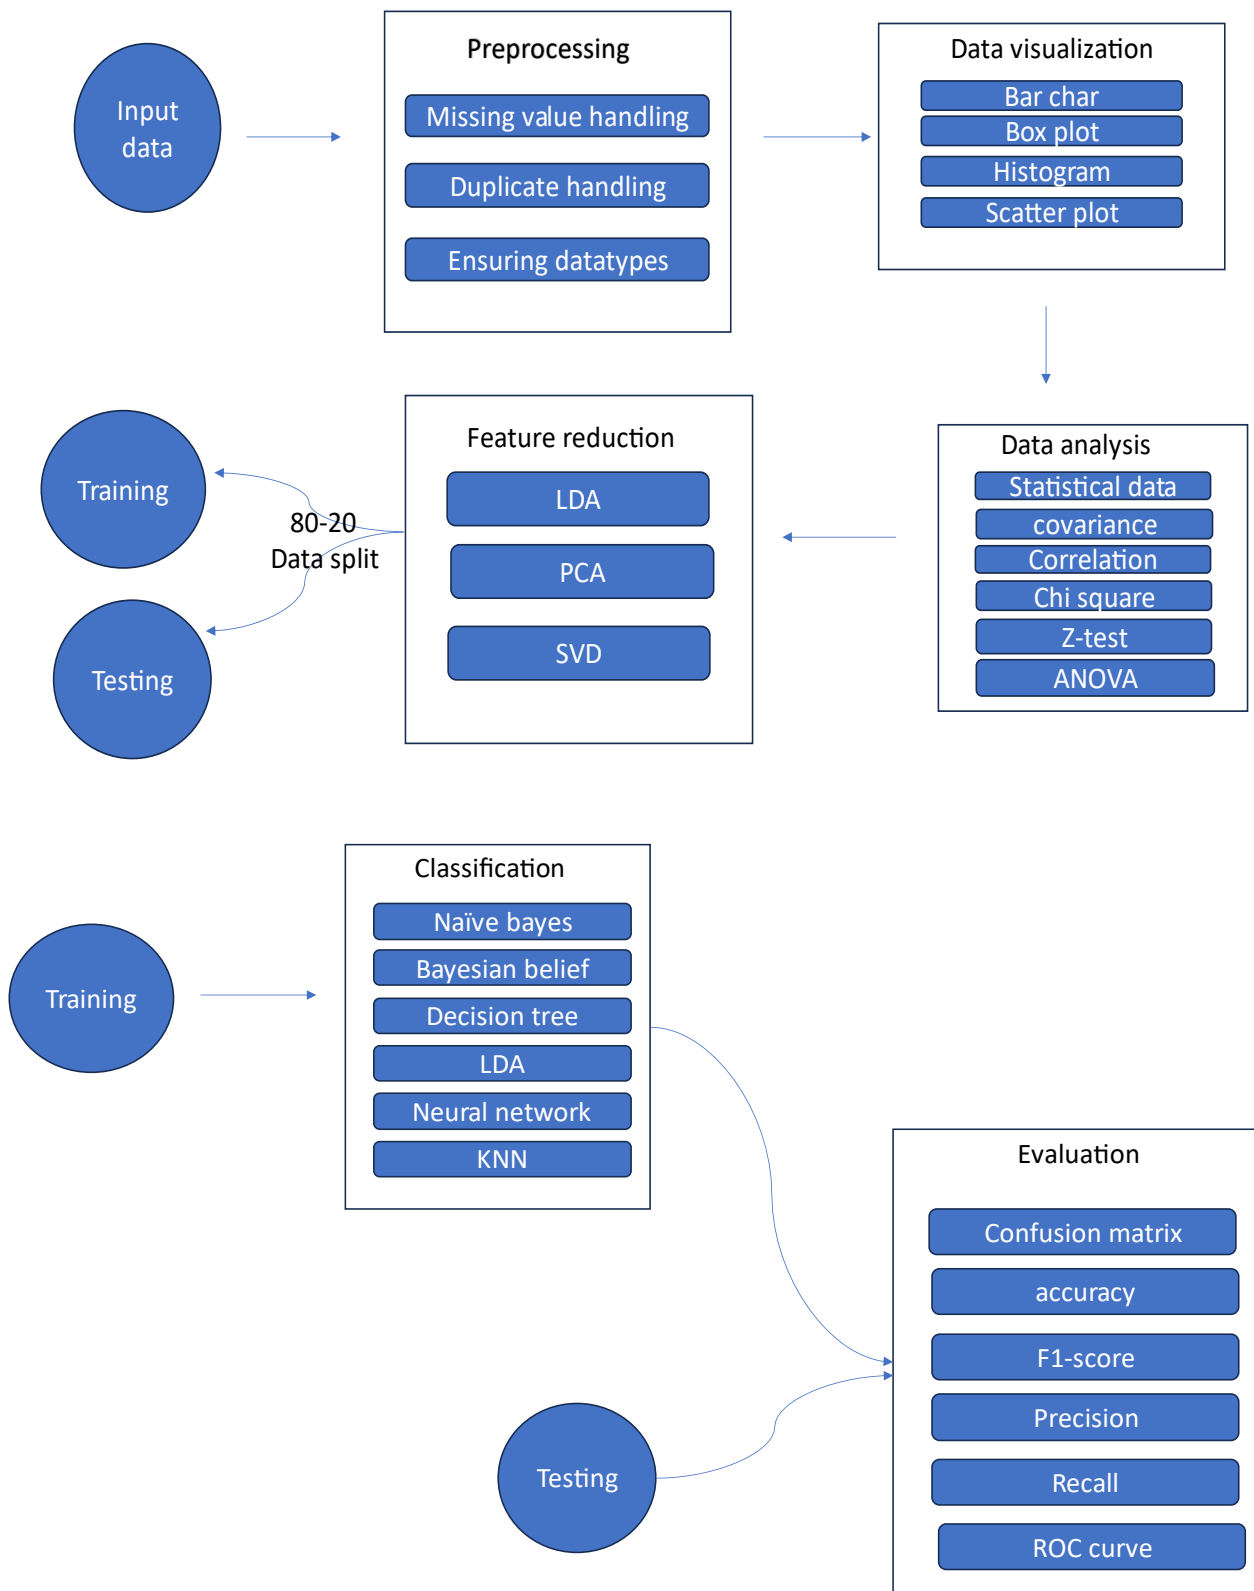 Input
data
Preprocessing
Missing value handling
Duplicate handling
Ensuring datatypes
Data visualization
Bar char
Box plot
Histogram
Scatter plot
Data analysis
Statistical data
covariance
Correlation
Chi square
Z-test
ANOVA
Feature reduction
LDA
PCA
SVD
80-20
Data split
Training
Testing
Training
Classification
Naïve bayes
Bayesian belief
Decision tree
LDA
Neural network
KNN
Testing
Evaluation
Confusion matrix
accuracy
F1-score
Precision
Recall
ROC curve